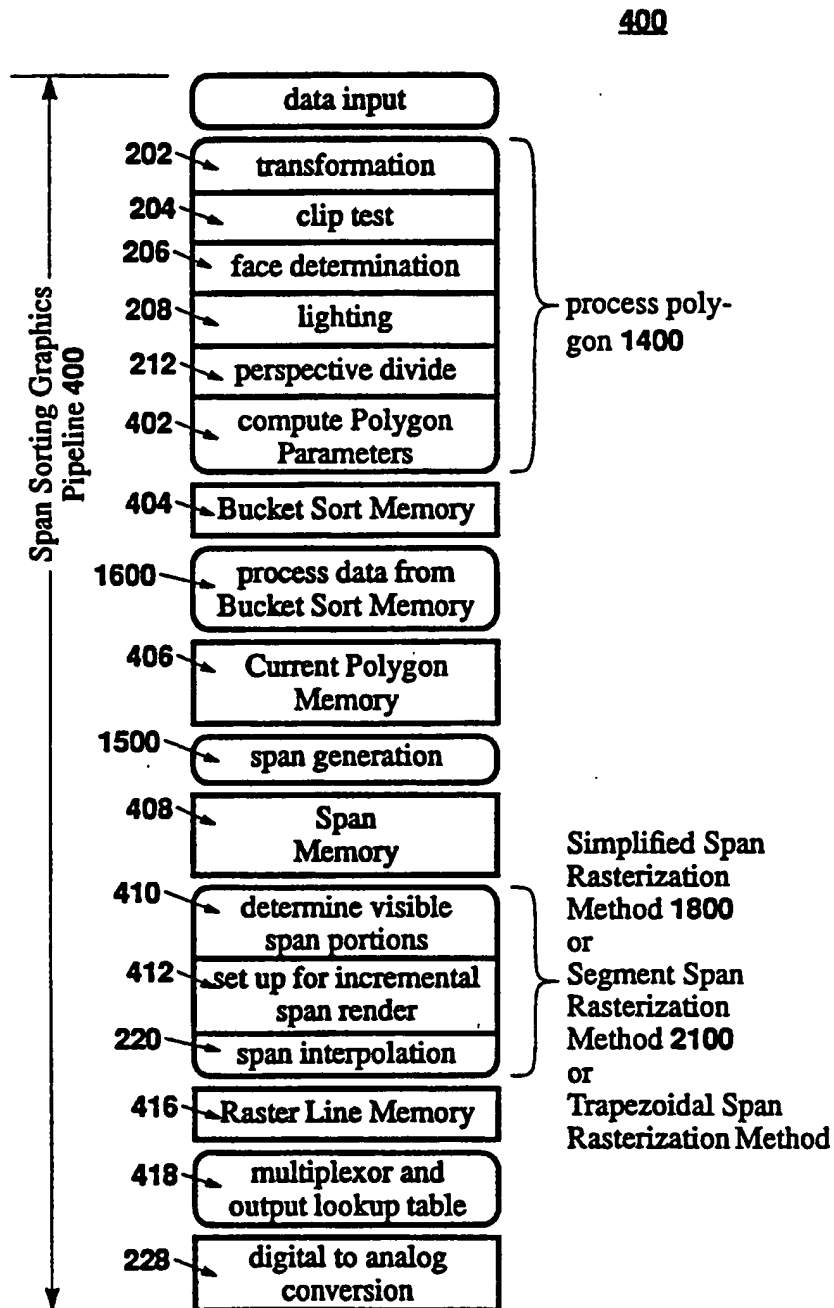 400
data input
202
transformation
204
clip test
206
face determination
208
lighting
212
perspective divide
402
compute Polygon
Parameters
process poly-
gon 1400
404
Bucket Sort Memory
1600
process data from
Bucket Sort Memory
406
Current Polygon
Memory
1500
span generation
408
Span
Memory
410
determine visible
span portions
412
set up for incremental
span render
220
span interpolation
Simplified Span
Rasterization
Method 1800
or
Segment Span
Rasterization
Method 2100
or
Trapezoidal Span
Rasterization Method
416
Raster Line Memory
418
multiplexor and
output lookup table
228
digital to analog
conversion
Span Sorting Graphics
Pipeline 400